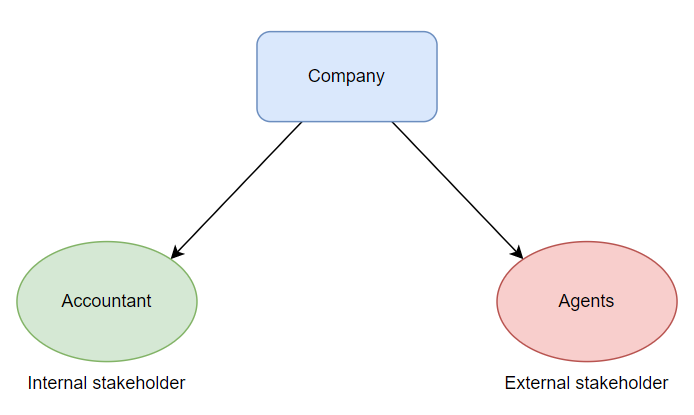 Company
Accountant
Agents
Internal stakeholder
External stakeholder